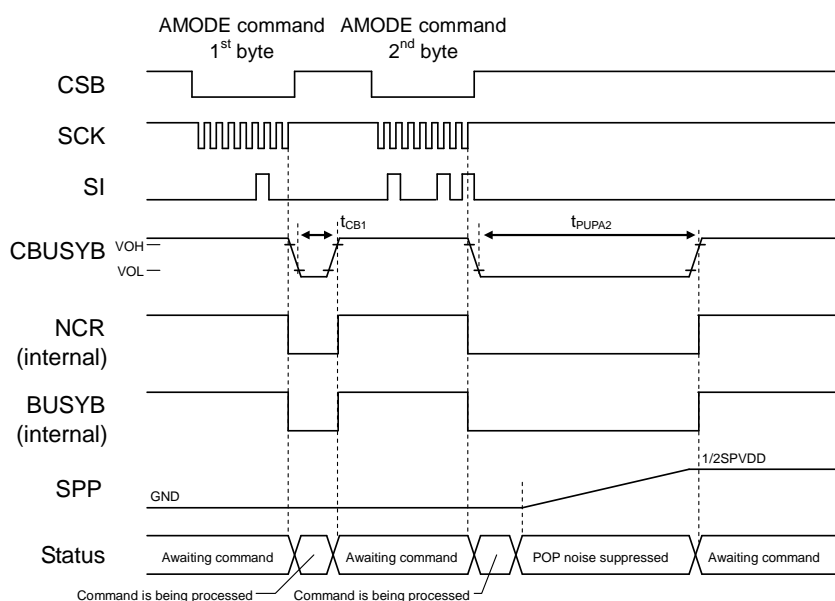 AMODE command
1st byte
AMODE command
2nd byte
CSB
SCK
SI
tCB1
tPUPA2
CBUSYB
VOH
VOL
NCR
(internal)
BUSYB
(internal)
SPP
GND
1/2SPVDD
Status
Awaiting command
Awaiting command
POP noise suppressed
Awaiting command
Command is being processed
Command is being processed